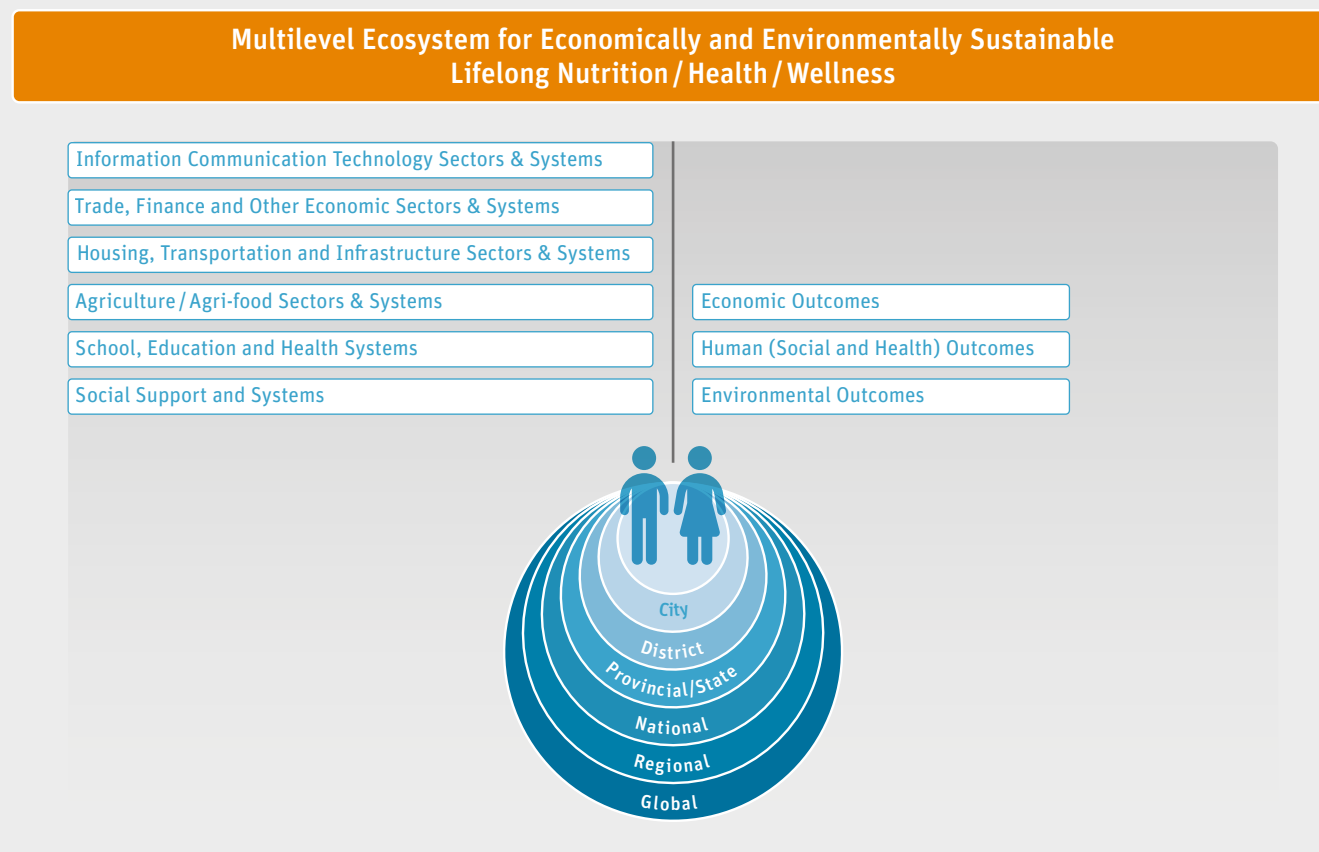 Multilevel Ecosystem for Economically and Environmentally Sustainable
Lifelong Nutrition / Health / Wellness
Information Communication Technology Sectors & Systems
Trade, Finance and Other Economic Sectors & Systems
Housing, Transportation and Infrastructure Sectors & Systems
Agriculture / Agri-food Sectors & Systems
School, Education and Health Systems
Social Support and Systems
Economic Outcomes
Human (Social and Health) Outcomes
Environmental Outcomes
City
District
Provincial/State
National
Regional
Global